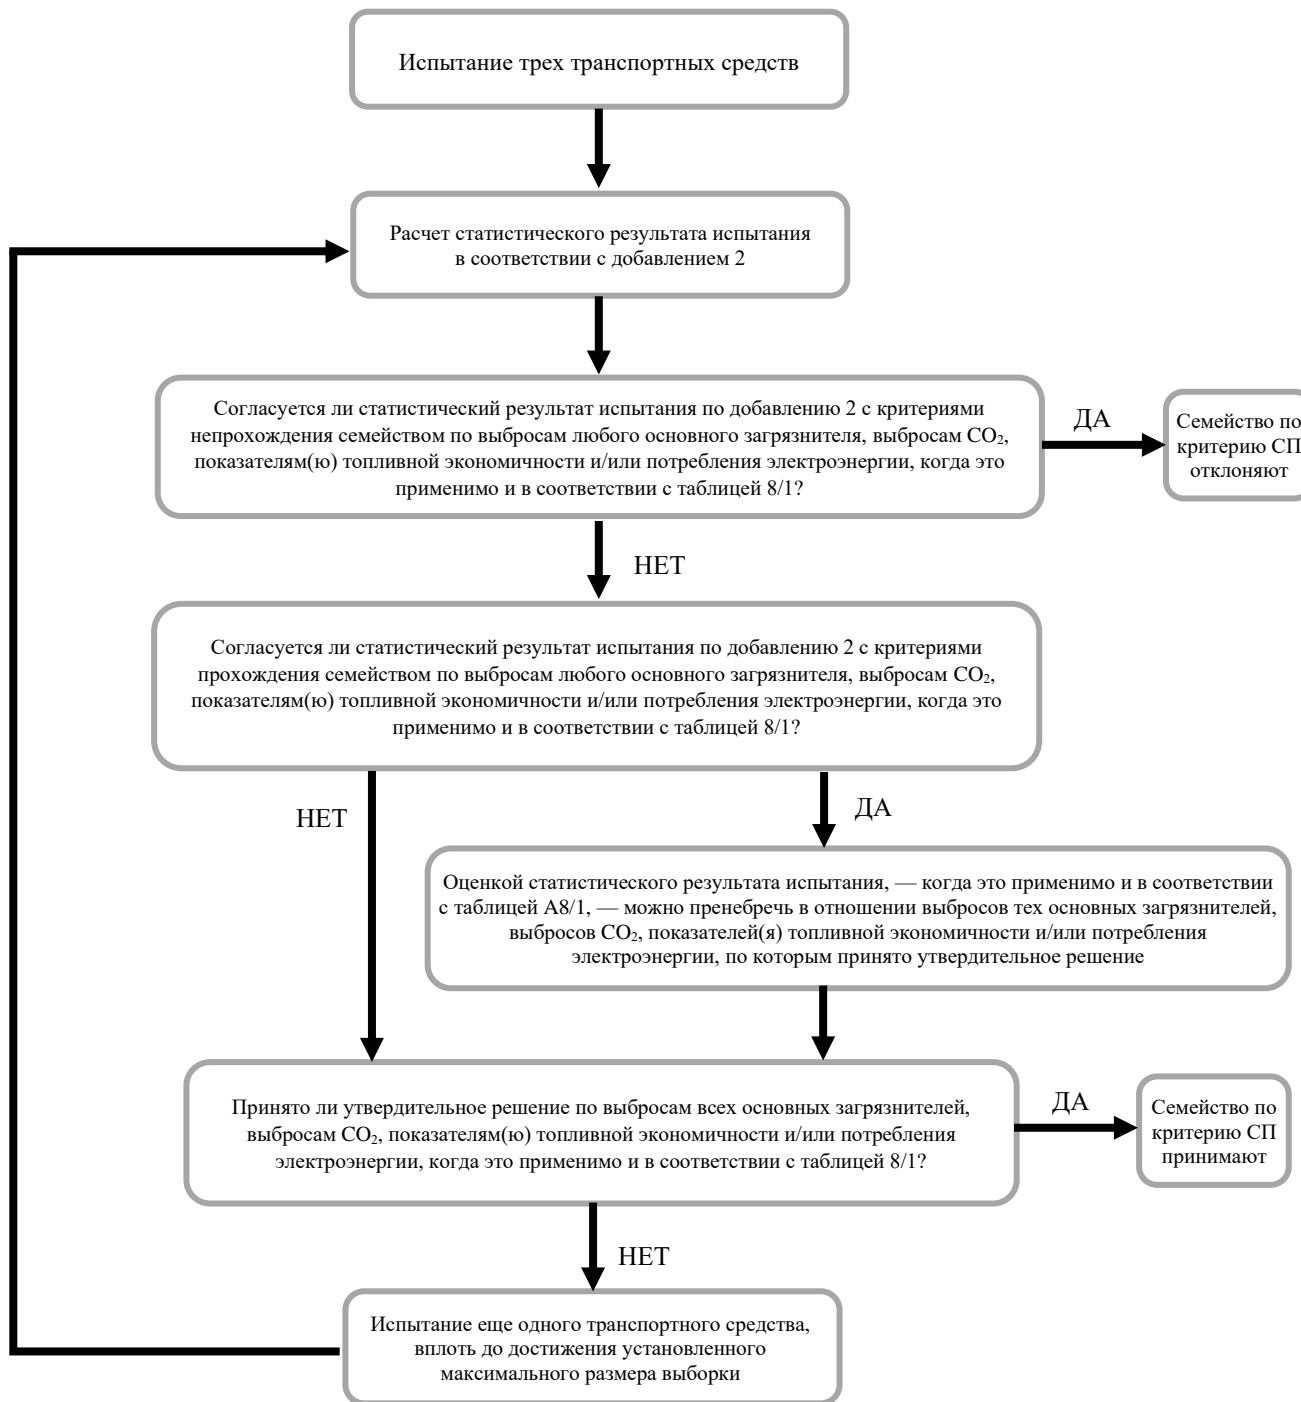 Испытание трех транспортных средств
Расчет статистического результата испытания
в соответствии с добавлением 2
Согласуется ли статистический результат испытания по добавлению 2 с критериями
непрохождения семейством по выбросам любого основного загрязнителя, выбросам CO₂,
показателям(ю) топливной экономичности и/или потребления электроэнергии, когда это
применимо и в соответствии с таблицей 8/1?
ДА
Семейство по
критерию СП
отклоняют
НЕТ
Согласуется ли статистический результат испытания по добавлению 2 с критериями
прохождения семейством по выбросам любого основного загрязнителя, выбросам CO₂,
показателям(ю) топливной экономичности и/или потребления электроэнергии, когда это
применимо и в соответствии с таблицей 8/1?
НЕТ
ДА
Оценкой статистического результата испытания, — когда это применимо и в соответствии
с таблицей A8/1, — можно пренебречь в отношении выбросов тех основных загрязнителей,
выбросов CO₂, показателей(я) топливной экономичности и/или потребления
электроэнергии, по которым принято утвердительное решение
Принято ли утвердительное решение по выбросам всех основных загрязнителей,
выбросам CO₂, показателям(ю) топливной экономичности и/или потребления
электроэнергии, когда это применимо и в соответствии с таблицей 8/1?
ДА
Семейство по
критерию СП
принимают
НЕТ
Испытание еще одного транспортного средства,
вплоть до достижения установленного
максимального размера выборки